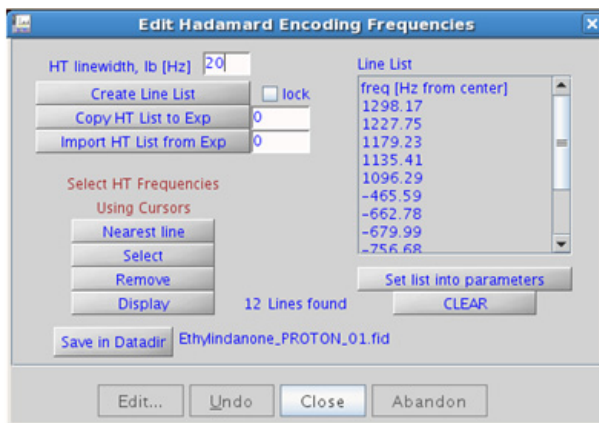 Edit Hadamard Encoding Frequencies
HT linewidth, lb [Hz] 20
Create Line List lock
Copy HT List to Exp 0
Import HT List from Exp 0
Select HT Frequencies
Using Cursors
Nearest line
Select
Remove
Display
12 Lines found
Line List
freq [Hz from center]
1298.17
1227.75
1179.23
1135.41
1096.29
-465.59
-662.78
-679.99
-756.68
Set list into parameters
CLEAR
Save in Datadir Ethylindanone_PROTON_01.fid
Edit... Undo Close Abandon